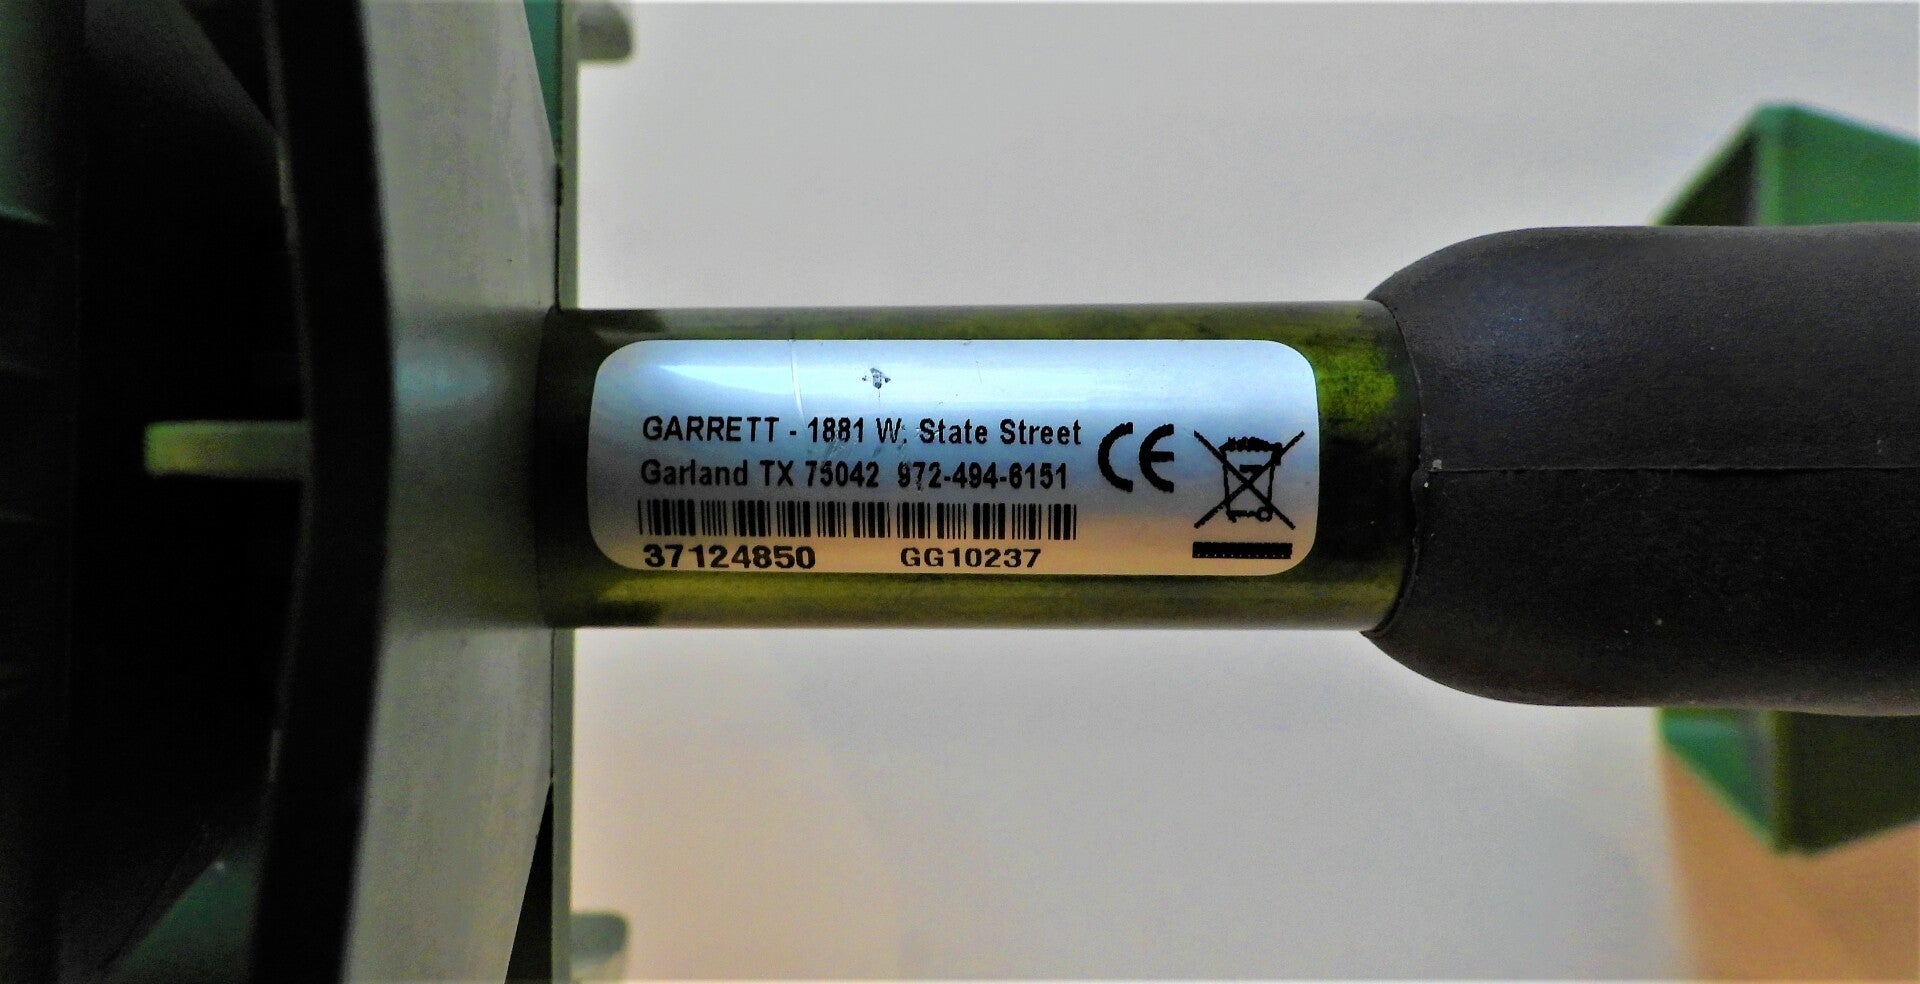 GARRETT - 1881 W. State Street
Garland TX 75042 972-494-6151
CE
37124850 GG10237